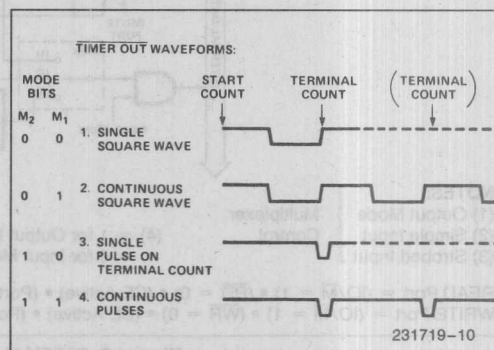 TIMER OUT WAVEFORMS:
MODE BITS
START COUNT
TERMINAL COUNT
(TERMINAL COUNT)
M2 M1
0 0 1. SINGLE SQUARE WAVE
0 1 2. CONTINUOUS SQUARE WAVE
1 0 3. SINGLE PULSE ON TERMINAL COUNT
1 1 4. CONTINUOUS PULSES
231719-10